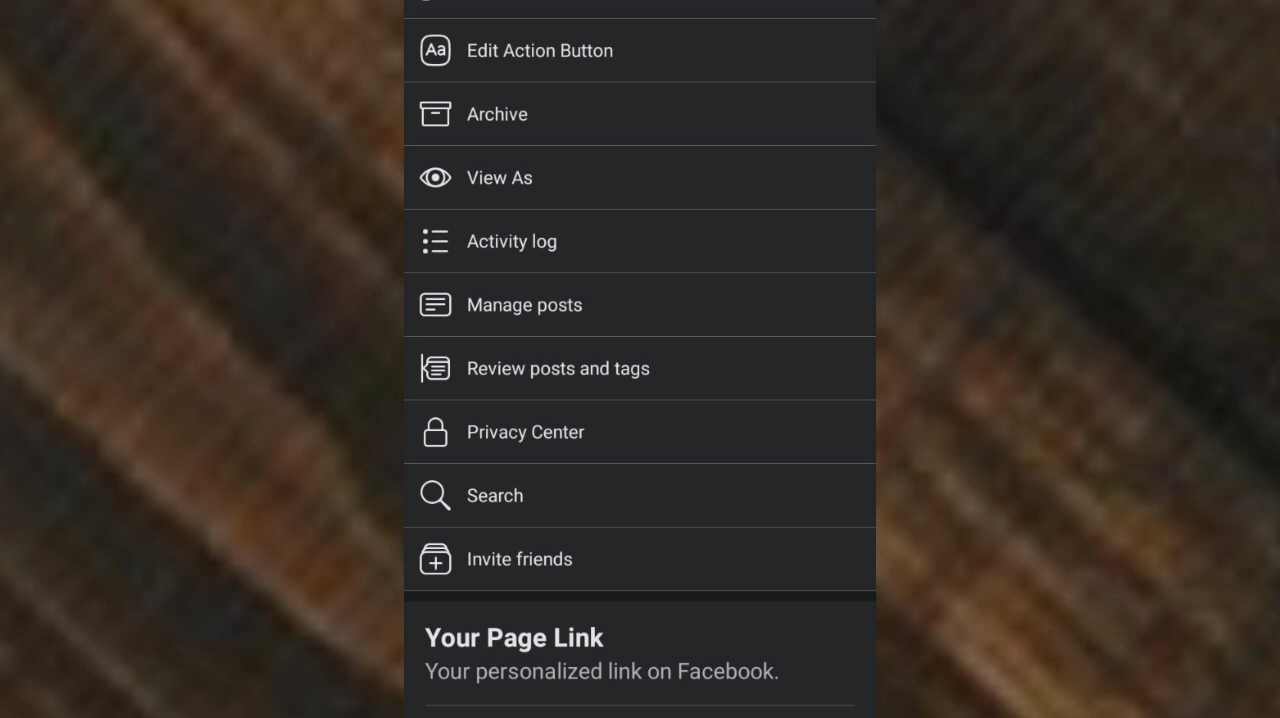 Aa Edit Action Button
Archive
View As
Activity log
Manage posts
Review posts and tags
Privacy Center
Search
Invite friends
Your Page Link
Your personalized link on Facebook.